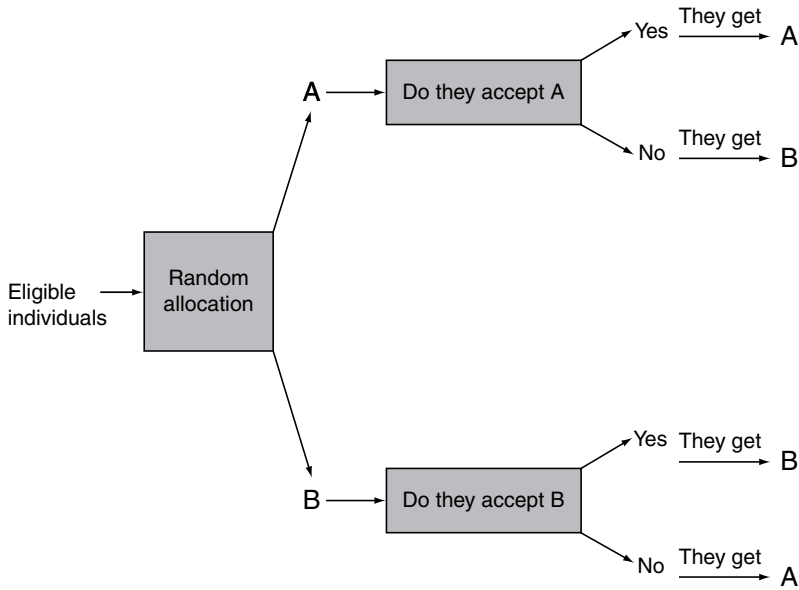 Eligible
individuals
Random
allocation
A
Do they accept A
Yes
They get
A
No
They get
B
B
Do they accept B
Yes
They get
B
No
They get
A